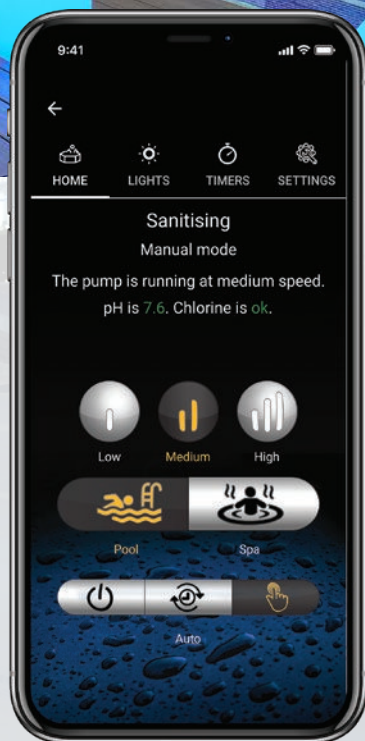 9:41
HOME LIGHTS TIMERS SETTINGS
Sanitising
Manual mode
The pump is running at medium speed.
pH is 7.6. Chlorine is ok.
Low Medium High
Pool Spa
Auto